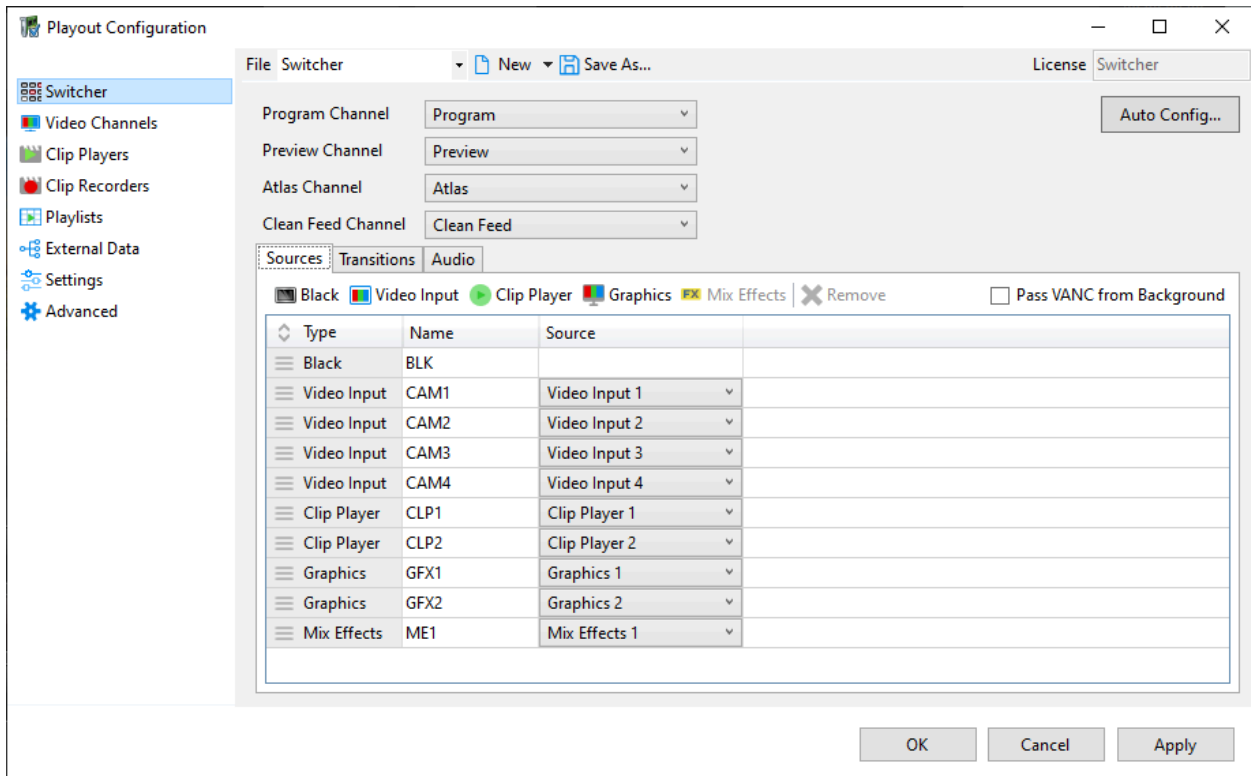 Playout Configuration
File Switcher New Save As... License Switcher
Switcher
Video Channels
Clip Players
Clip Recorders
Playlists
External Data
Settings
Advanced
Program Channel Program Auto Config...
Preview Channel Preview
Atlas Channel Atlas
Clean Feed Channel Clean Feed
Sources Transitions Audio
Black Video Input Clip Player Graphics FX Mix Effects Remove Pass VANC from Background
Type Name Source
Black BLK
Video Input CAM1 Video Input 1
Video Input CAM2 Video Input 2
Video Input CAM3 Video Input 3
Video Input CAM4 Video Input 4
Clip Player CLP1 Clip Player 1
Clip Player CLP2 Clip Player 2
Graphics GFX1 Graphics 1
Graphics GFX2 Graphics 2
Mix Effects ME1 Mix Effects 1
OK Cancel Apply